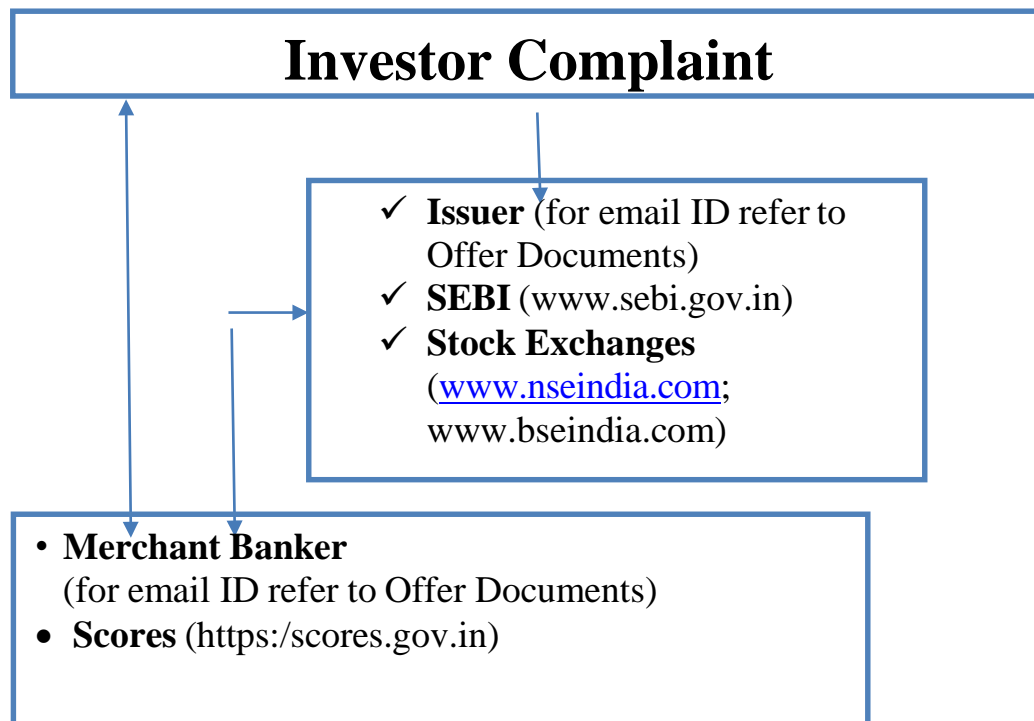 Investor Complaint
✓ Issuer (for email ID refer to
Offer Documents)
✓ SEBI (www.sebi.gov.in)
✓ Stock Exchanges
(www.nseindia.com;
www.bseindia.com)
• Merchant Banker
(for email ID refer to Offer Documents)
• Scores (https:/scores.gov.in)